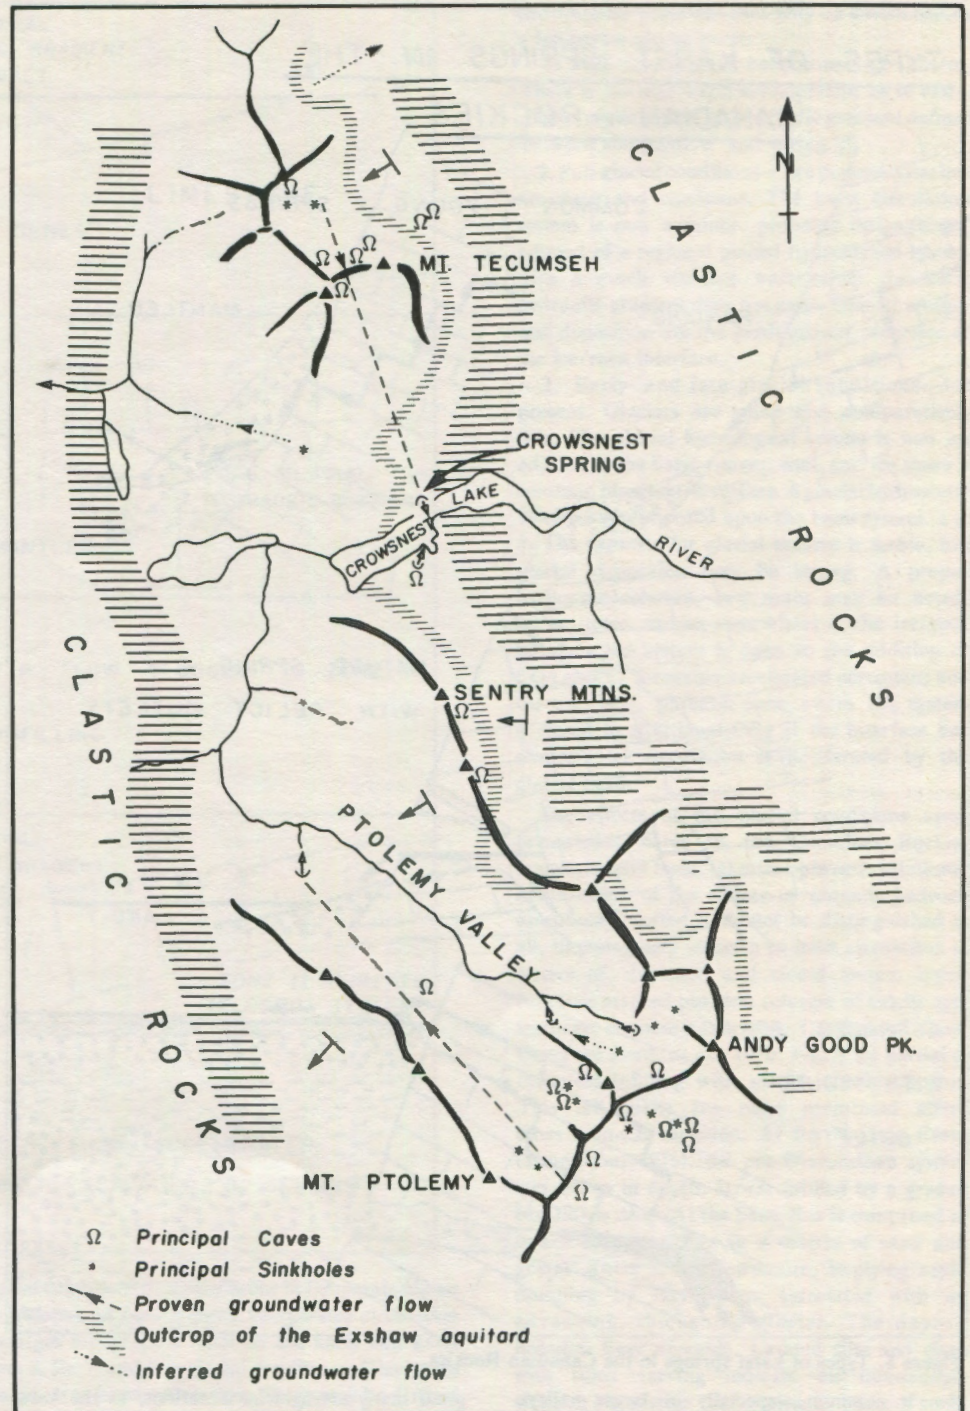 N
CLASTIC ROCKS
MT. TECUMSEH
CROWSNEST
SPRING
CROWSNEST
LAKE
RIVER
CLASTIC ROCKS
SENTRY MTNS.
PTOLEMY VALLEY
ANDY GOOD PK.
MT. PTOLEMY
Ω Principal Caves
* Principal Sinkholes
Proven groundwater flow
Outcrop of the Exshaw aquitard
Inferred groundwater flow